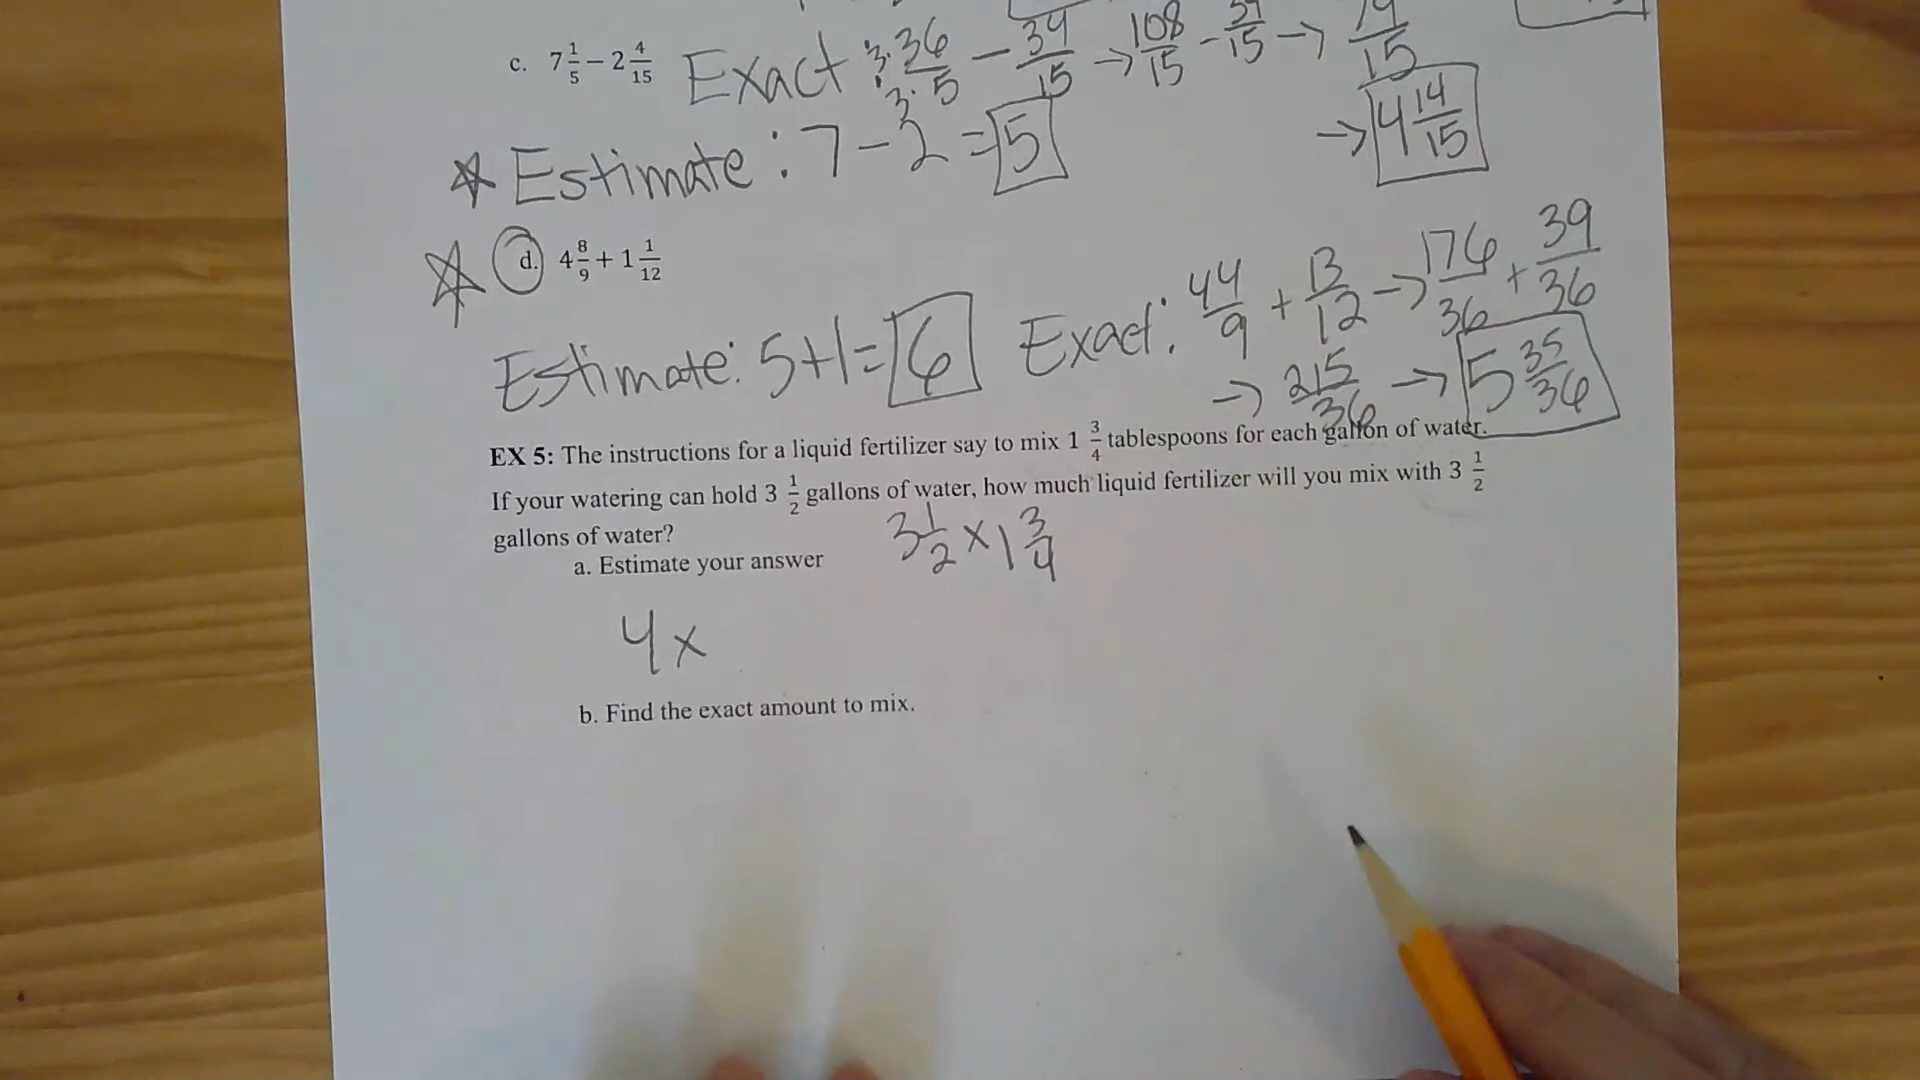 c. 7 1/5 − 2 4/15 Exact : 3· 36/3· 5 − 34/15 → 108/15 − 34/15 → 74/15
→ 4 14/15
☆ Estimate : 7 − 2 = 5
☆ d. 4 8/9 + 1 1/12
Estimate: 5+1= 6 Exact: 44/9 + 13/12 → 176/36 + 39/36
→ 215/36 → 5 35/36
EX 5: The instructions for a liquid fertilizer say to mix 1 3/4 tablespoons for each gallon of water.
If your watering can hold 3 1/2 gallons of water, how much liquid fertilizer will you mix with 3 1/2
gallons of water?
3 1/2 × 1 3/4
a. Estimate your answer
4 ×
b. Find the exact amount to mix.